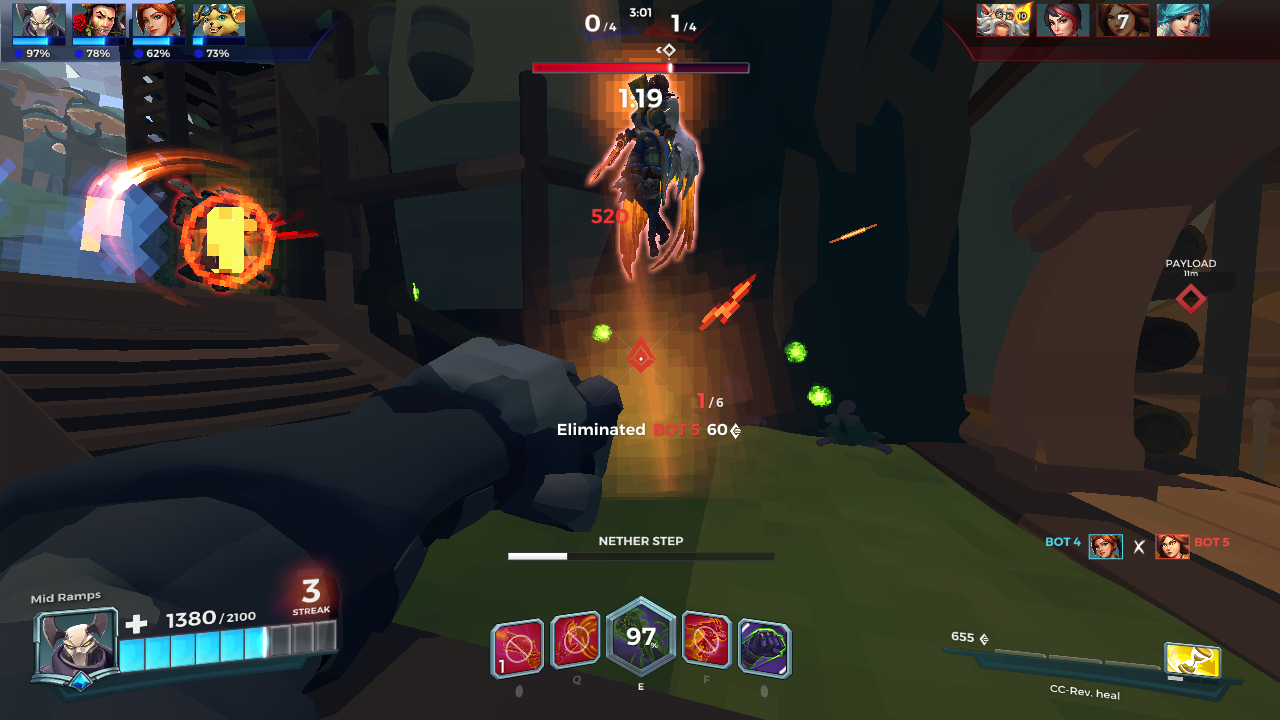 97% 78% 62% 73%
0/4 3:01 1/4
10
7
1:19
520
PAYLOAD
11m
1/6
Eliminated BOT 5 60
NETHER STEP
BOT 4 X BOT 5
Mid Ramps
1380/2100
3
STREAK
1
97%
Q
E
F
655
CC-Rev. heal